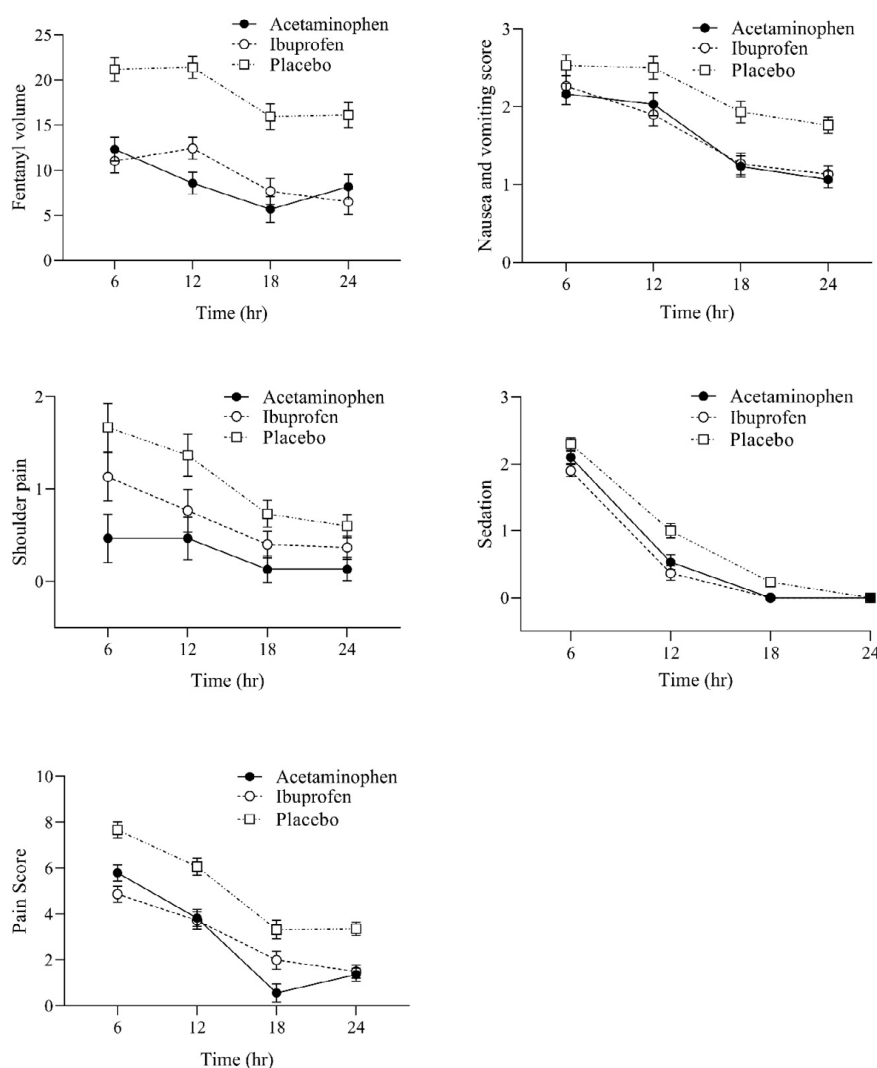 Acetaminophen
Ibuprofen
Placebo
25
20
15
10
5
0
Fentanyl volume
6 12 18 24
Time (hr)
Acetaminophen
Ibuprofen
Placebo
3
2
1
0
Nausea and vomiting score
6 12 18 24
Time (hr)
Acetaminophen
Ibuprofen
Placebo
2
1
0
Shoulder pain
6 12 18 24
Time (hr)
Acetaminophen
Ibuprofen
Placebo
3
2
1
0
Sedation
6 12 18 24
Time (hr)
Acetaminophen
Ibuprofen
Placebo
10
8
6
4
2
0
Pain Score
6 12 18 24
Time (hr)